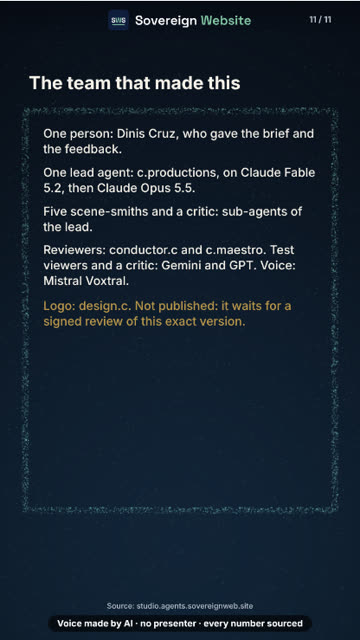 SWS Sovereign Website
11 / 11
The team that made this
One person: Dinis Cruz, who gave the brief and
the feedback.
One lead agent: c.productions, on Claude Fable
5.2, then Claude Opus 5.5.
Five scene-smiths and a critic: sub-agents of
the lead.
Reviewers: conductor.c and c.maestro. Test
viewers and a critic: Gemini and GPT. Voice:
Mistral Voxtral.
Logo: design.c. Not published: it waits for a
signed review of this exact version.
Source: studio.agents.sovereignweb.site
Voice made by AI · no presenter · every number sourced